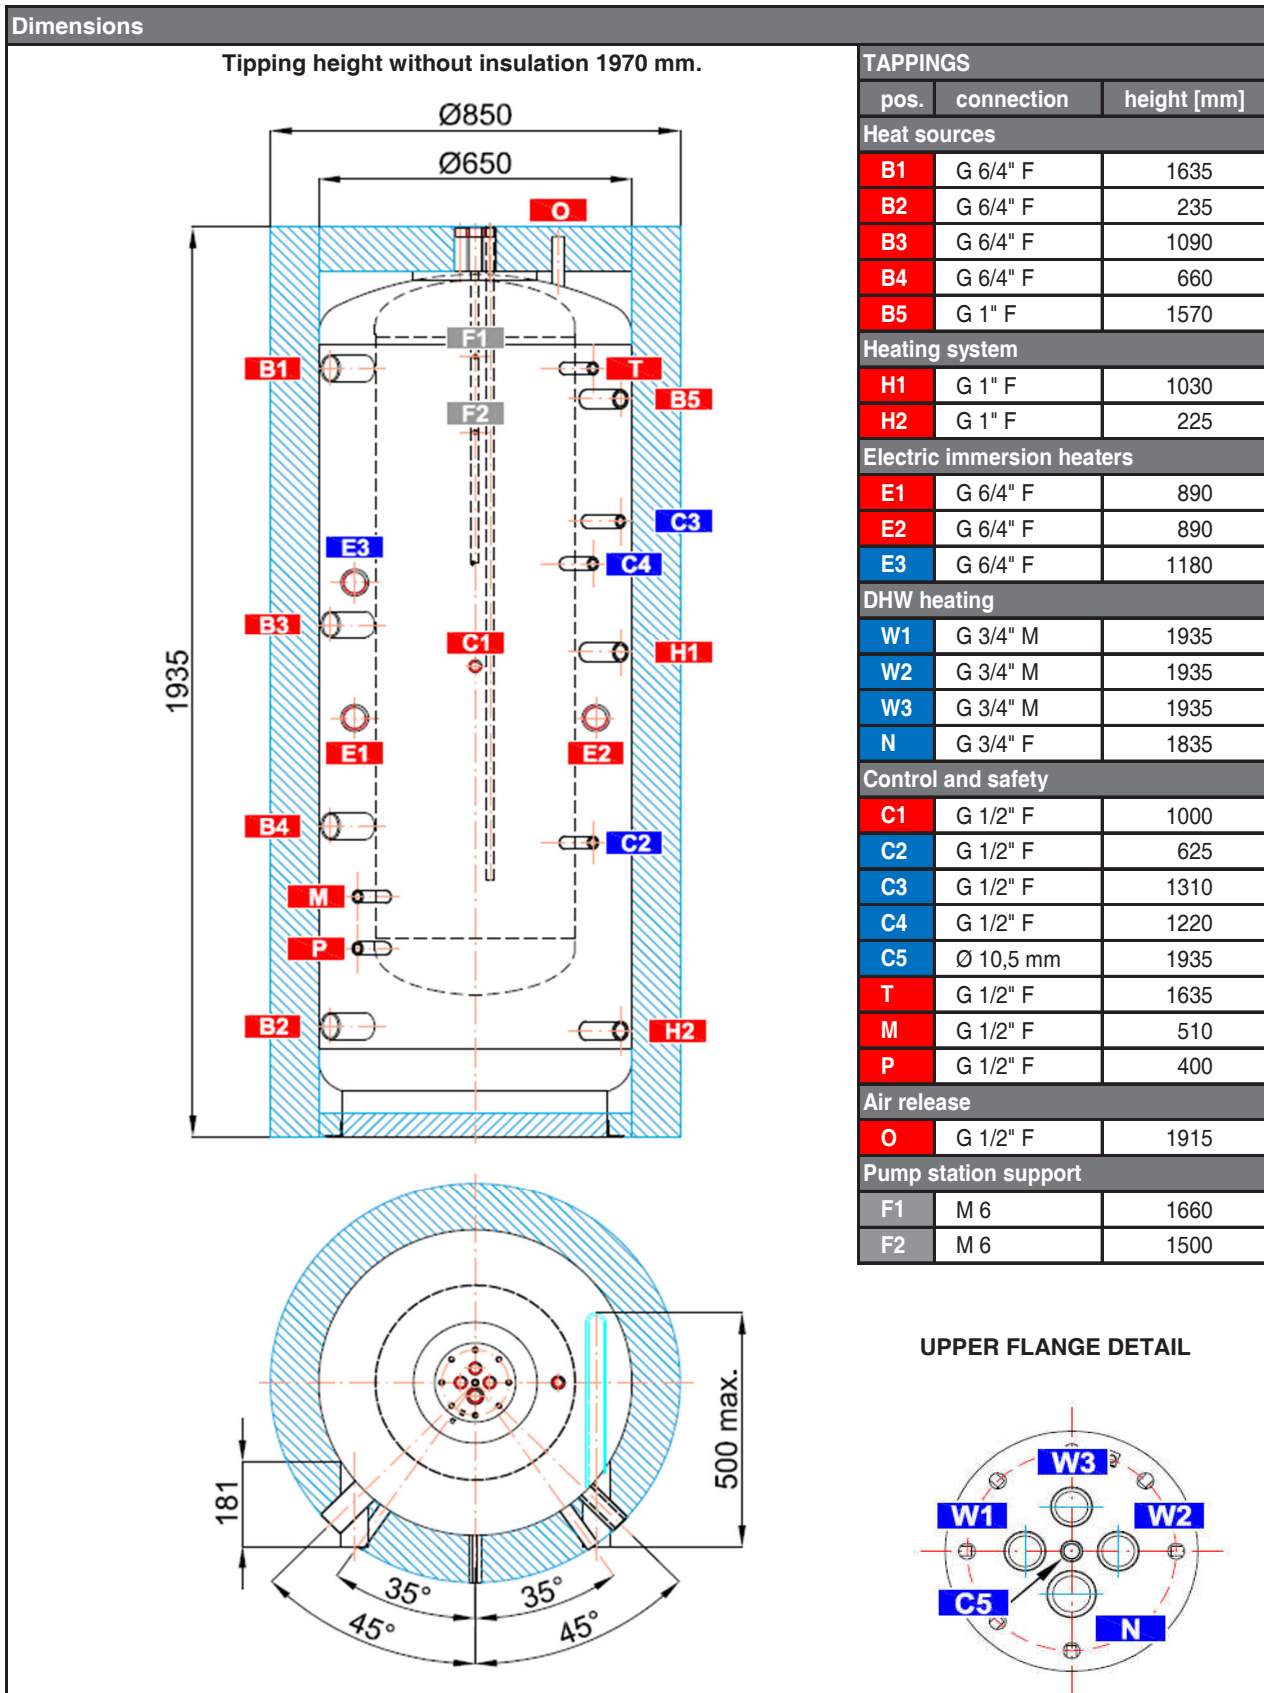 Dimensions
Tipping height without insulation 1970 mm.
Ø850
Ø650
O
F1
B1
T
F2
B5
C3
E3
C4
B3
C1
H1
1935
E1
E2
B4
C2
M
P
B2
H2
500 max.
181
35°
35°
45°
45°
TAPPINGS
pos. connection height [mm]
Heat sources
B1 G 6/4" F 1635
B2 G 6/4" F 235
B3 G 6/4" F 1090
B4 G 6/4" F 660
B5 G 1" F 1570
Heating system
H1 G 1" F 1030
H2 G 1" F 225
Electric immersion heaters
E1 G 6/4" F 890
E2 G 6/4" F 890
E3 G 6/4" F 1180
DHW heating
W1 G 3/4" M 1935
W2 G 3/4" M 1935
W3 G 3/4" M 1935
N G 3/4" F 1835
Control and safety
C1 G 1/2" F 1000
C2 G 1/2" F 625
C3 G 1/2" F 1310
C4 G 1/2" F 1220
C5 Ø 10,5 mm 1935
T G 1/2" F 1635
M G 1/2" F 510
P G 1/2" F 400
Air release
O G 1/2" F 1915
Pump station support
F1 M 6 1660
F2 M 6 1500
UPPER FLANGE DETAIL
W3
W1
W2
C5
N